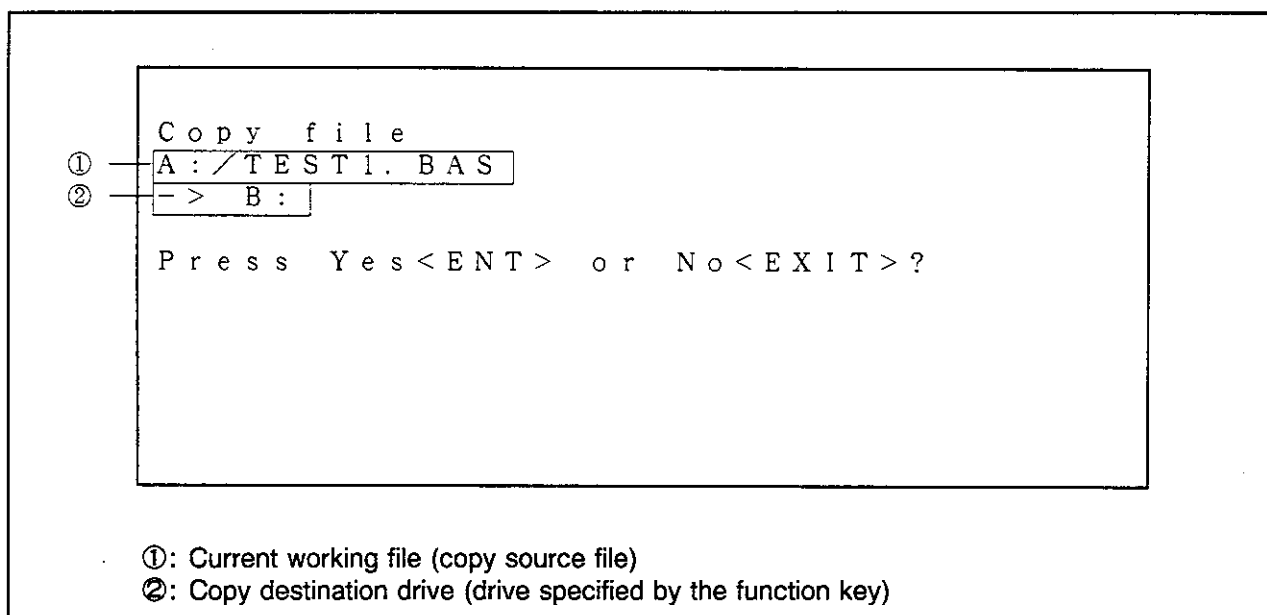 Copy file
① A:/TEST1.BAS
② -> B:
Press Yes<ENT> or No<EXIT>?
①: Current working file (copy source file)
②: Copy destination drive (drive specified by the function key)